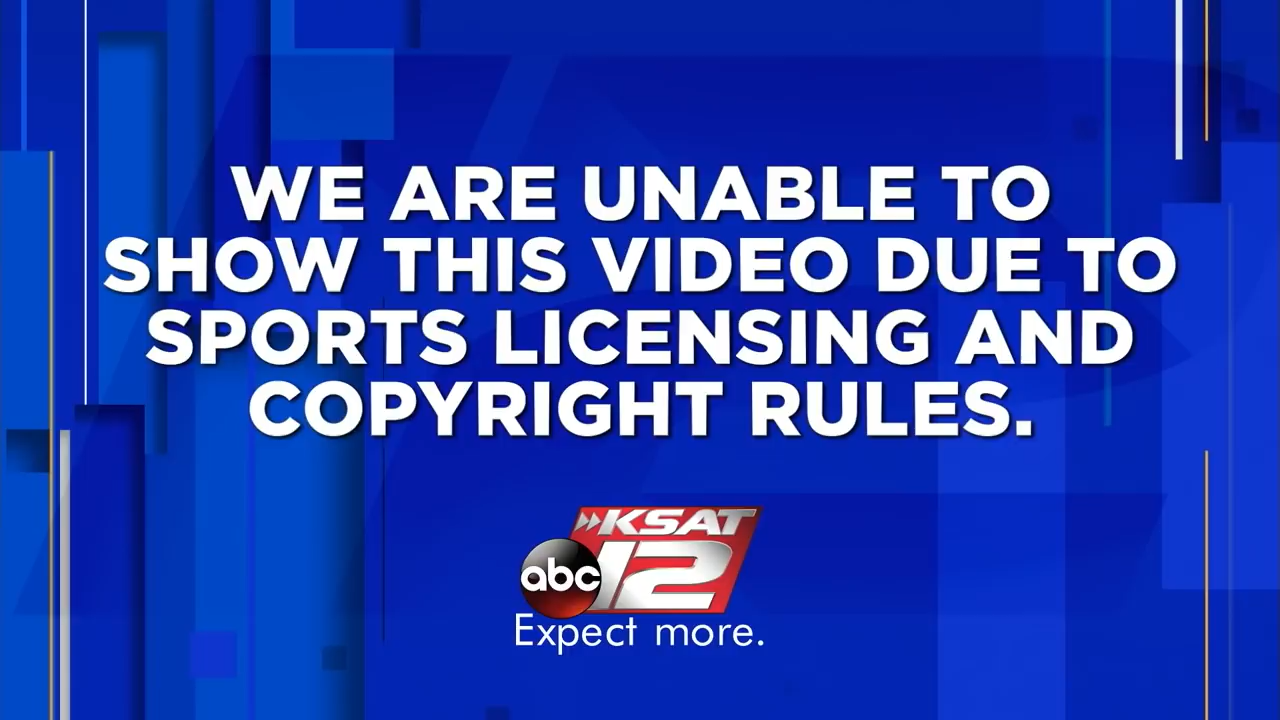 WE ARE UNABLE TO
SHOW THIS VIDEO DUE TO
SPORTS LICENSING AND
COPYRIGHT RULES.
KSAT
abc 12
Expect more.